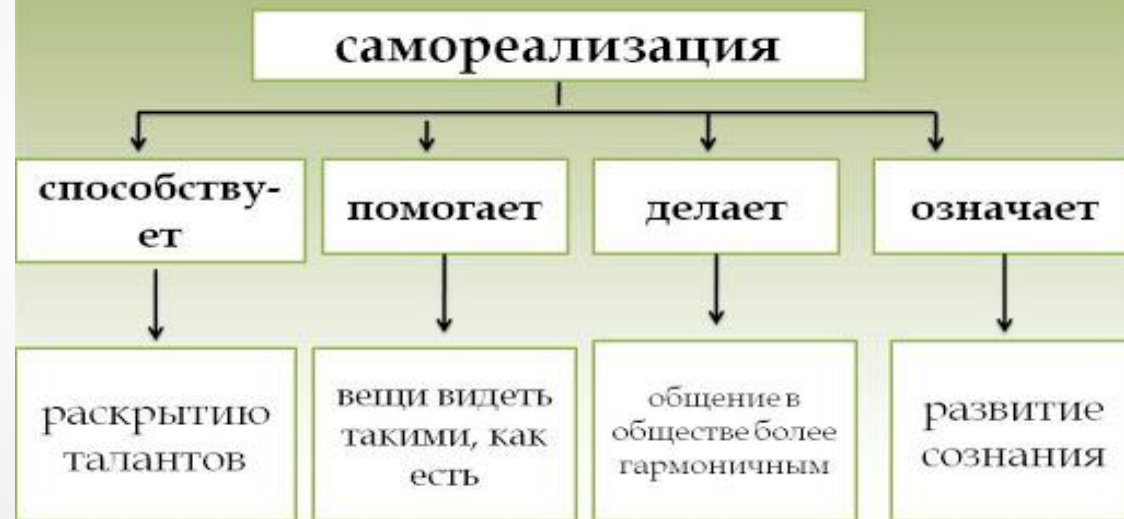 самореализация
способству-
ет
помогает
делает
означает
раскрытию
талантов
вещи видеть
такими, как
есть
общение в
обществе более
гармоничным
развитие
сознания